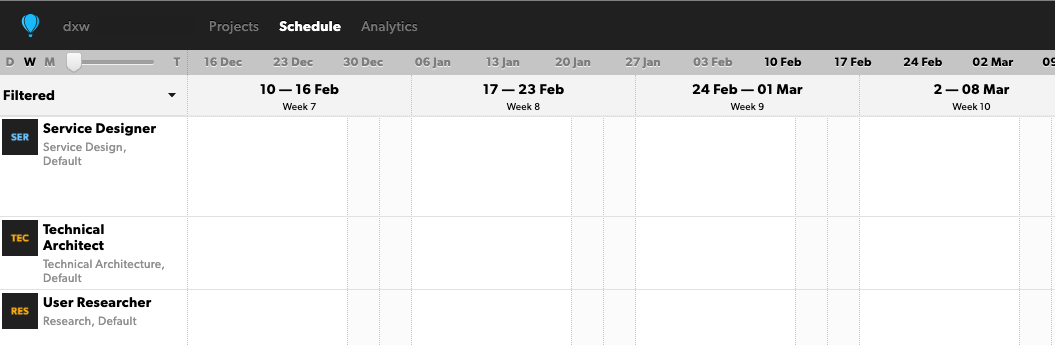 dxw Projects Schedule Analytics
D W M T 16 Dec 23 Dec 30 Dec 06 Jan 13 Jan 20 Jan 27 Jan 03 Feb 10 Feb 17 Feb 24 Feb 02 Mar 09
Filtered
10 — 16 Feb 17 — 23 Feb 24 Feb — 01 Mar 2 — 08 Mar
Week 7 Week 8 Week 9 Week 10
SER
Service Designer
Service Design,
Default
TEC
Technical
Architect
Technical Architecture,
Default
RES
User Researcher
Research, Default